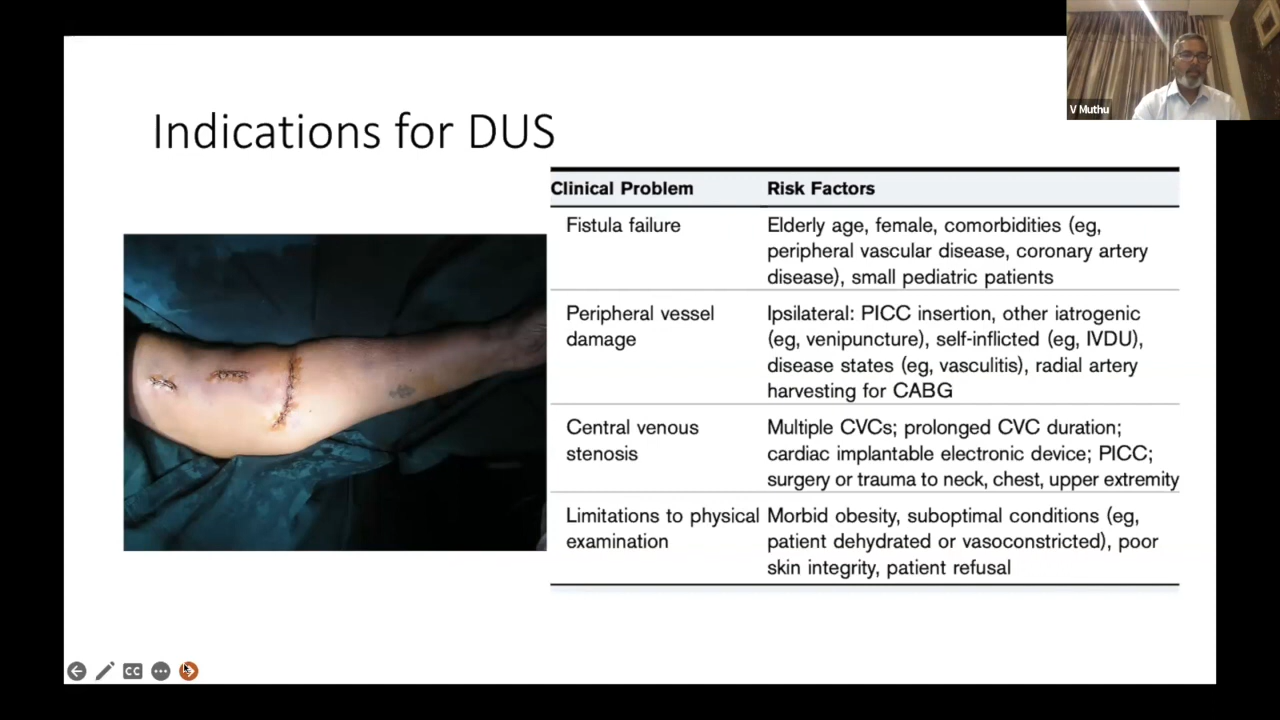 V Muthu
Indications for DUS
Clinical Problem Risk Factors
Fistula failure Elderly age, female, comorbidities (eg,
peripheral vascular disease, coronary artery
disease), small pediatric patients
Peripheral vessel Ipsilateral: PICC insertion, other iatrogenic
damage (eg, venipuncture), self-inflicted (eg, IVDU),
disease states (eg, vasculitis), radial artery
harvesting for CABG
Central venous Multiple CVCs; prolonged CVC duration;
stenosis cardiac implantable electronic device; PICC;
surgery or trauma to neck, chest, upper extremity
Limitations to physical Morbid obesity, suboptimal conditions (eg,
examination patient dehydrated or vasoconstricted), poor
skin integrity, patient refusal
CC